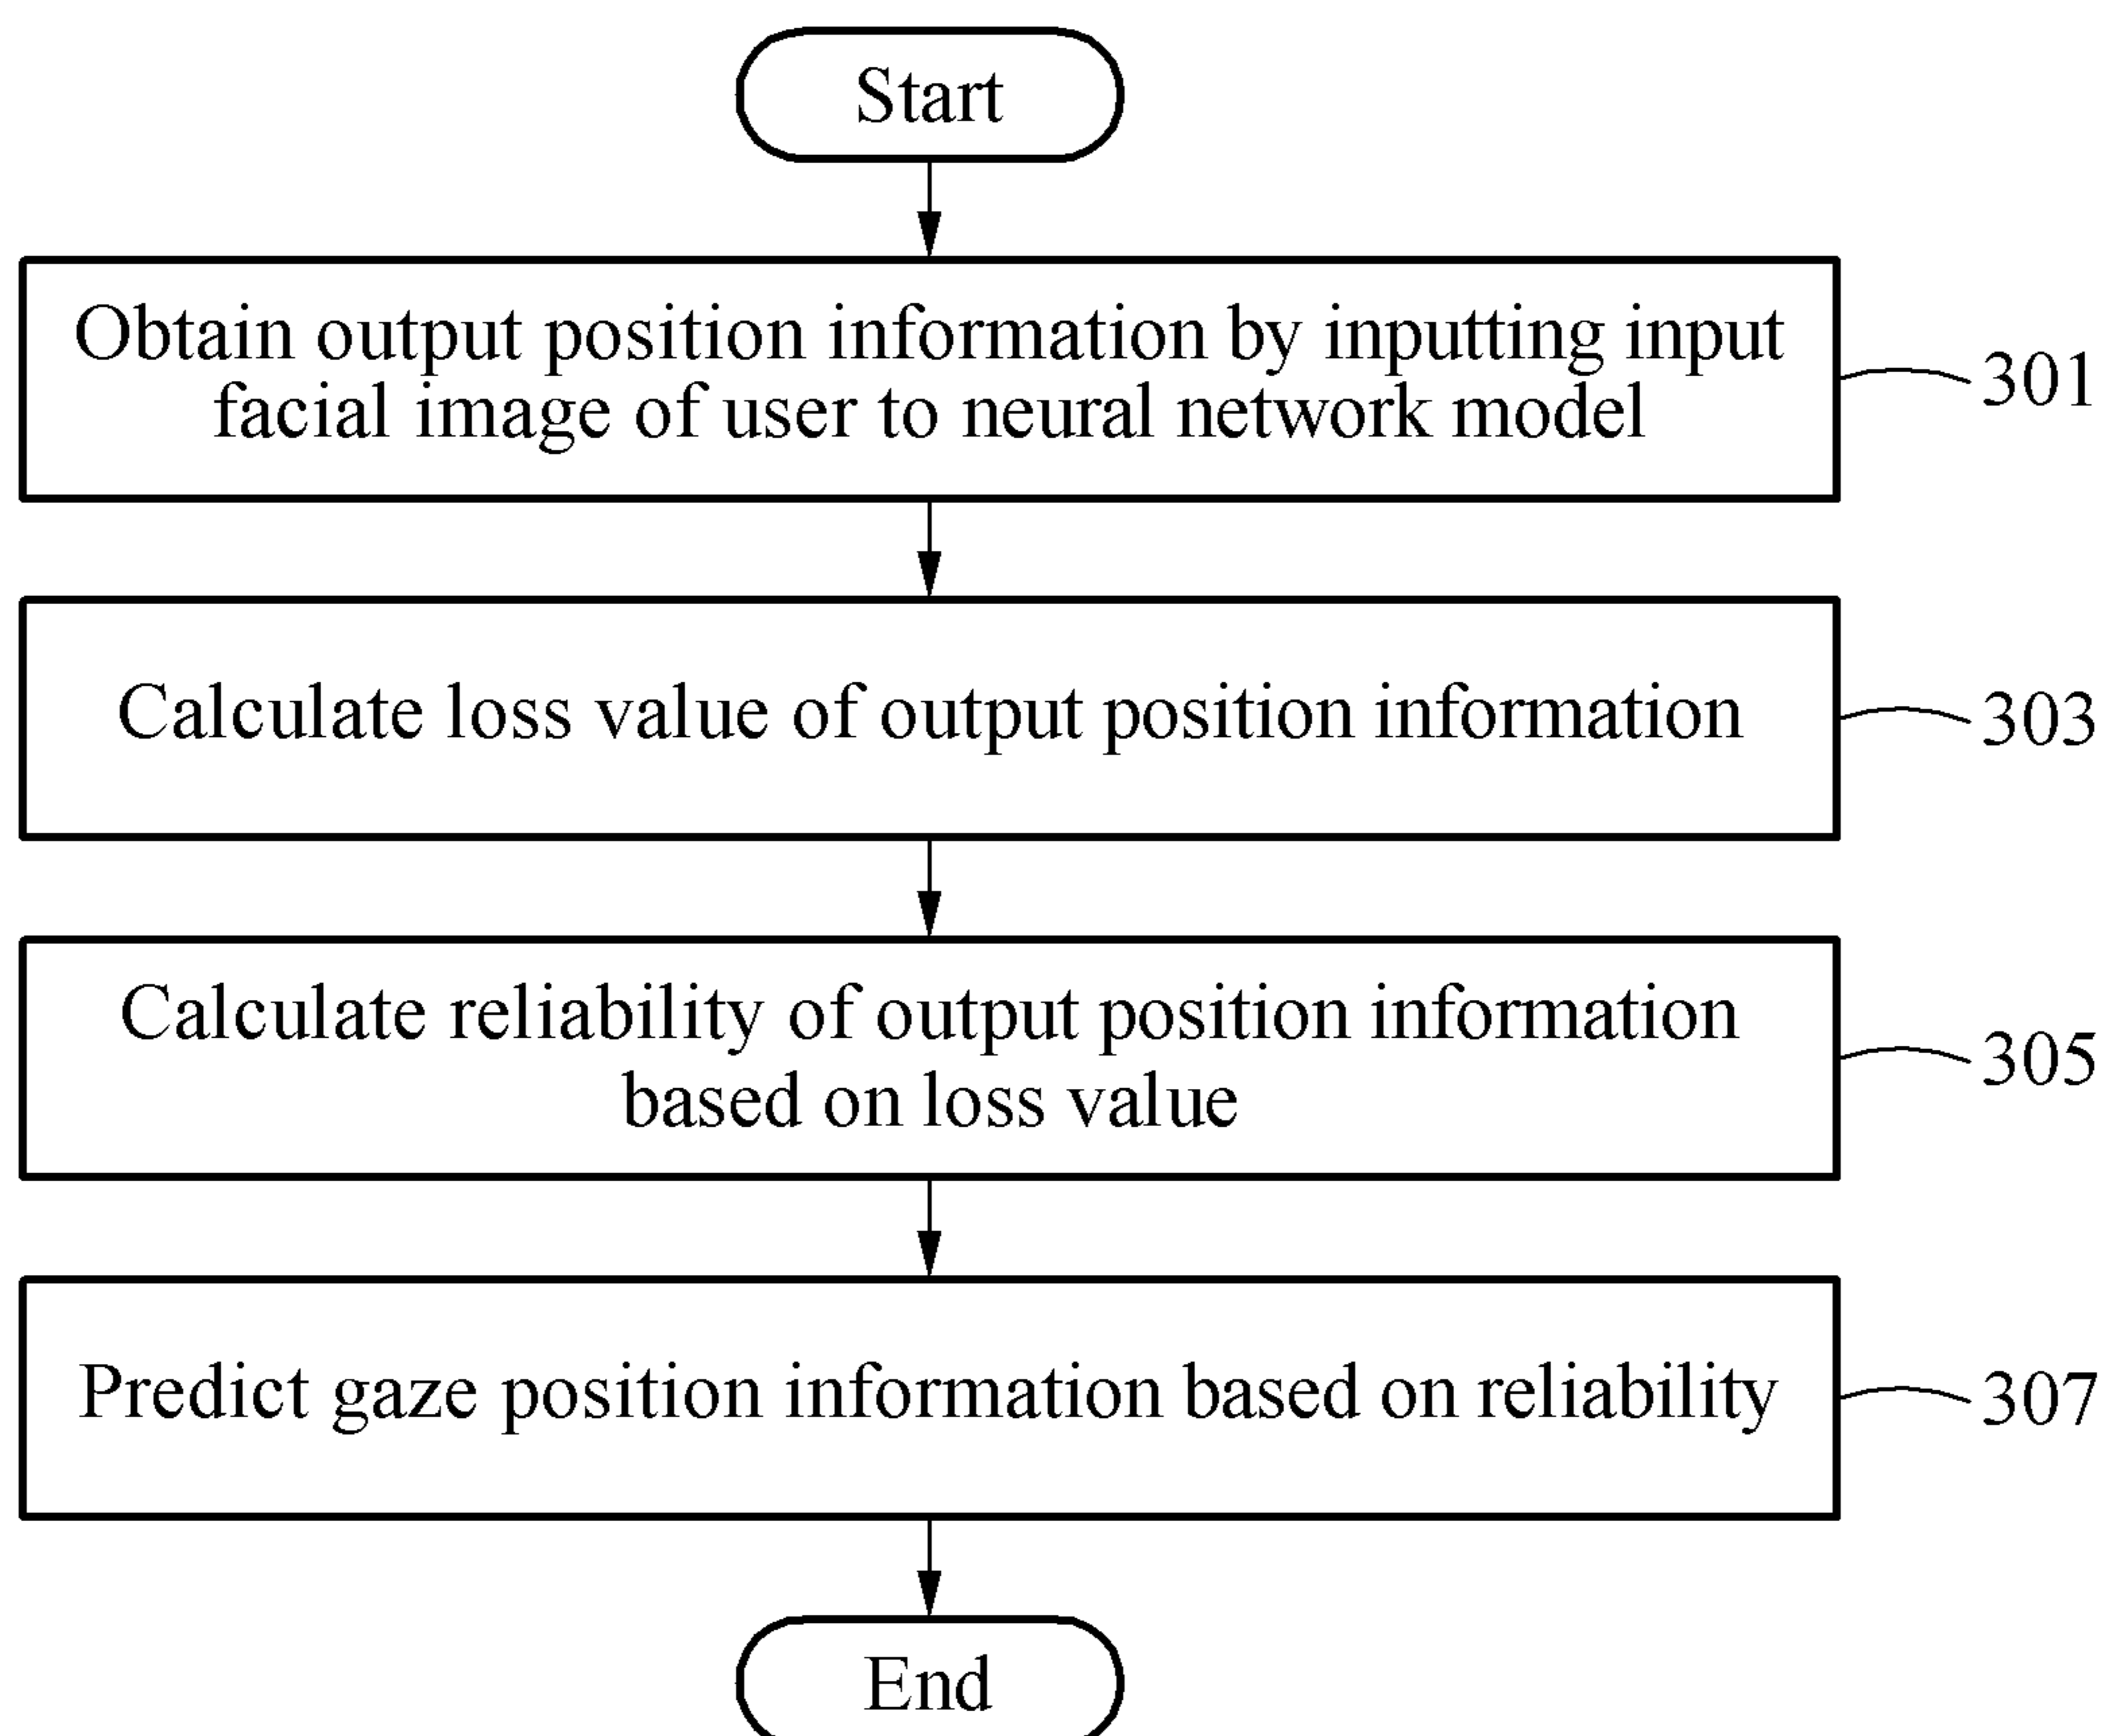 Start
Obtain output position information by inputting input
facial image of user to neural network model
301
Calculate loss value of output position information
303
Calculate reliability of output position information
based on loss value
305
Predict gaze position information based on reliability
307
End